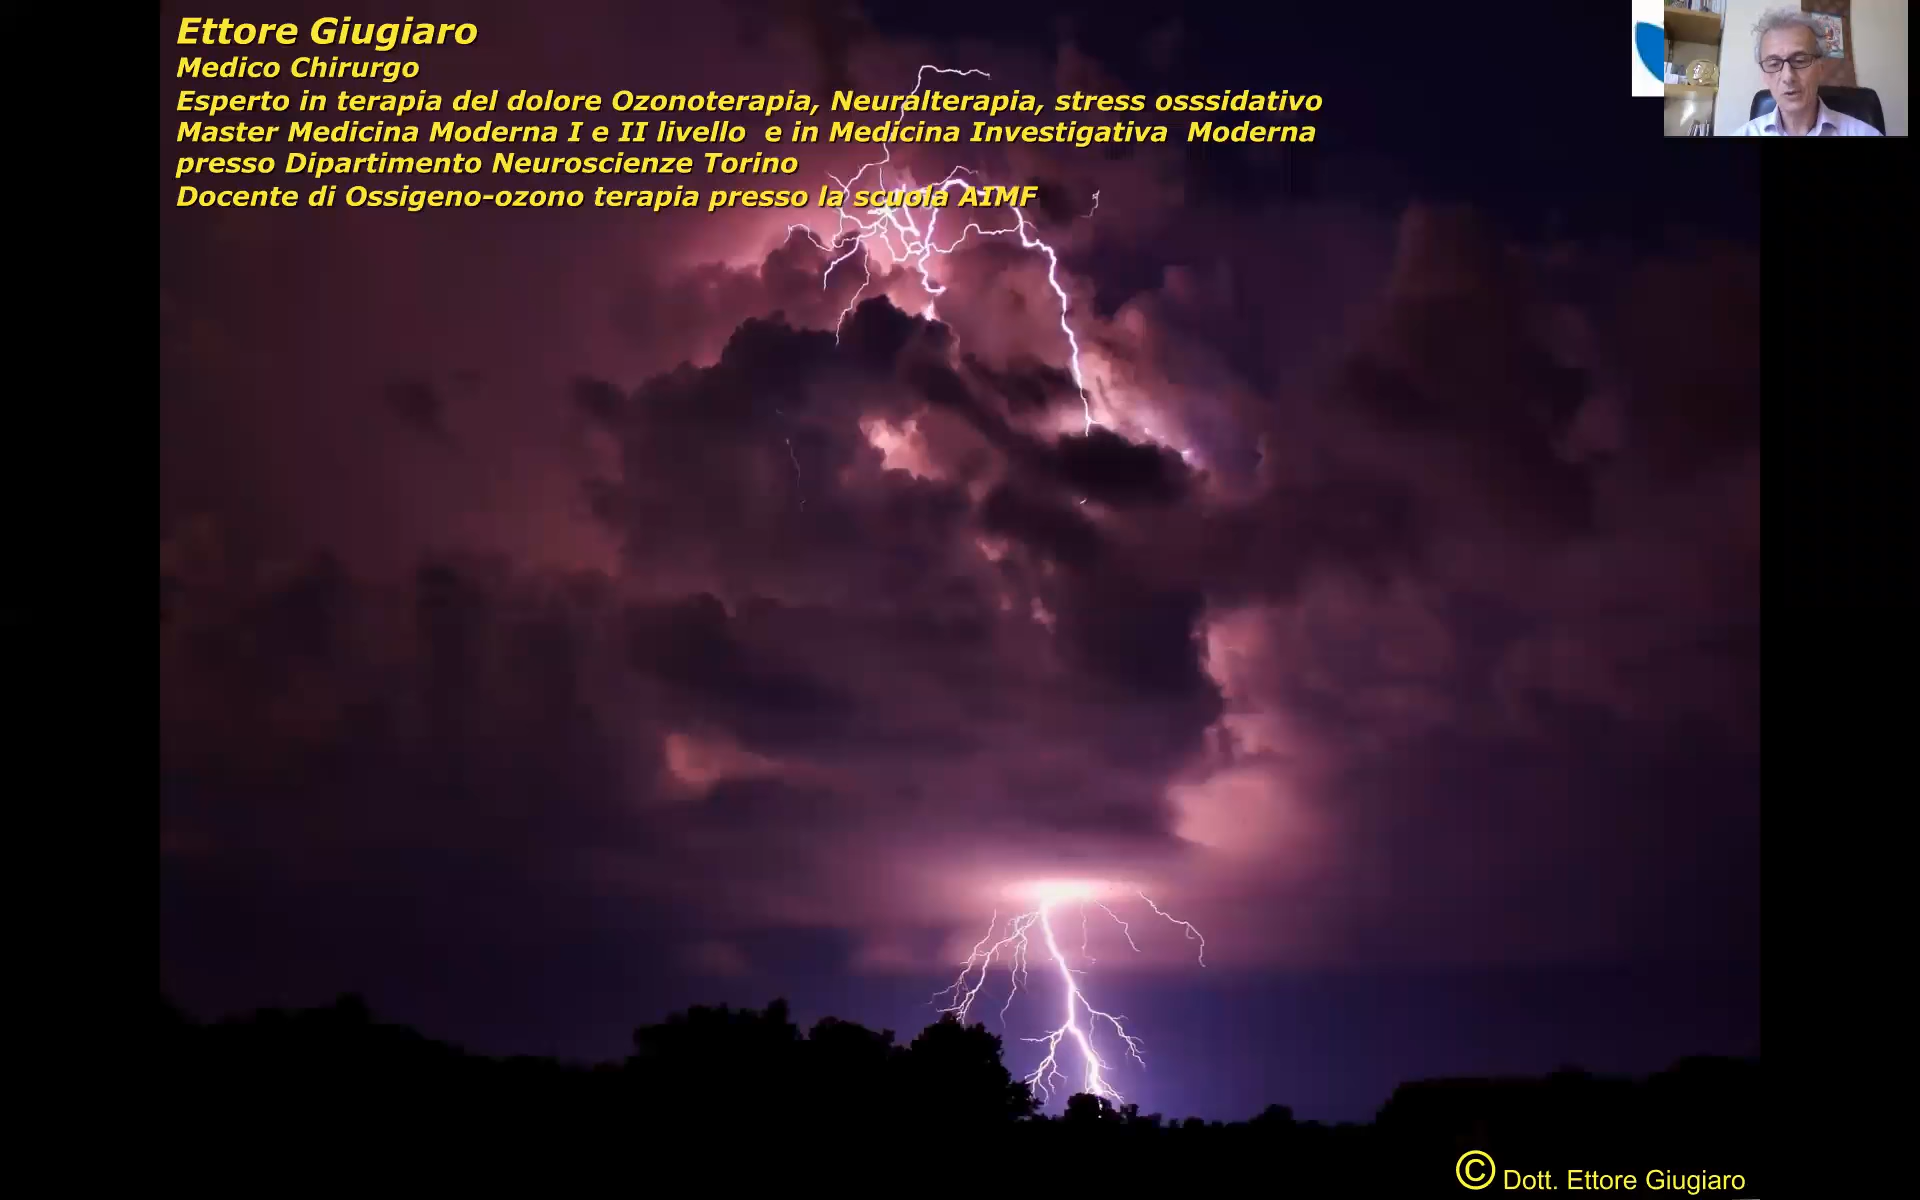 Ettore Giugiaro
Medico Chirurgo
Esperto in terapia del dolore Ozonoterapia, Neuralterapia, stress osssidativo
Master Medicina Moderna I e II livello  e in Medicina Investigativa  Moderna
presso Dipartimento Neuroscienze Torino
Docente di Ossigeno-ozono terapia presso la scuola AIMF
© Dott. Ettore Giugiaro